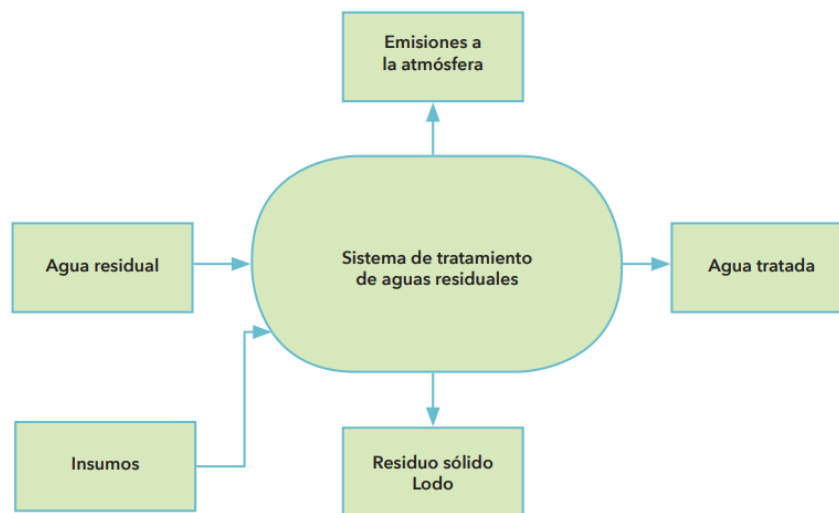 Emisiones a
la atmósfera
Agua residual
Sistema de tratamiento
de aguas residuales
Agua tratada
Insumos
Residuo sólido
Lodo